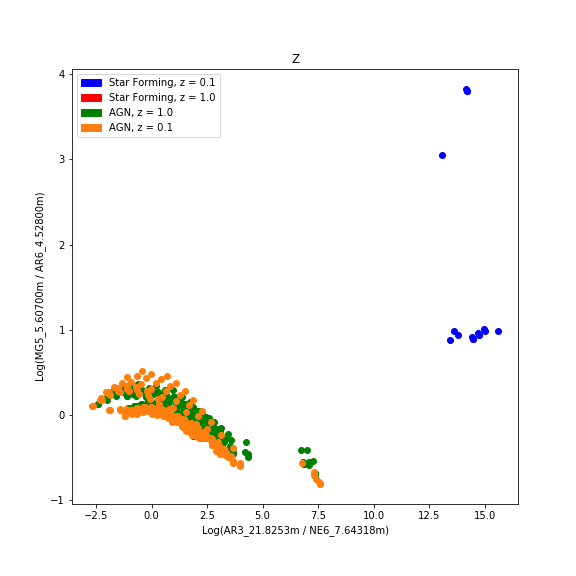 Z
Star Forming, z = 0.1
Star Forming, z = 1.0
AGN, z = 1.0
AGN, z = 0.1
4
3
2
1
0
−1
Log(MG5_5.60700m / AR6_4.52800m)
−2.5 0.0 2.5 5.0 7.5 10.0 12.5 15.0
Log(AR3_21.8253m / NE6_7.64318m)